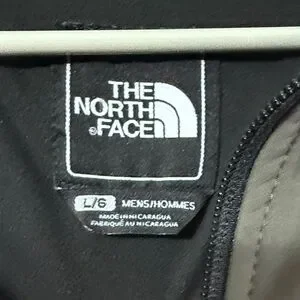 THE
NORTH
FACE
L/G MENS/HOMMES
MADE IN NICARAGUA
FABRIQUÉ AU NICARAGUA